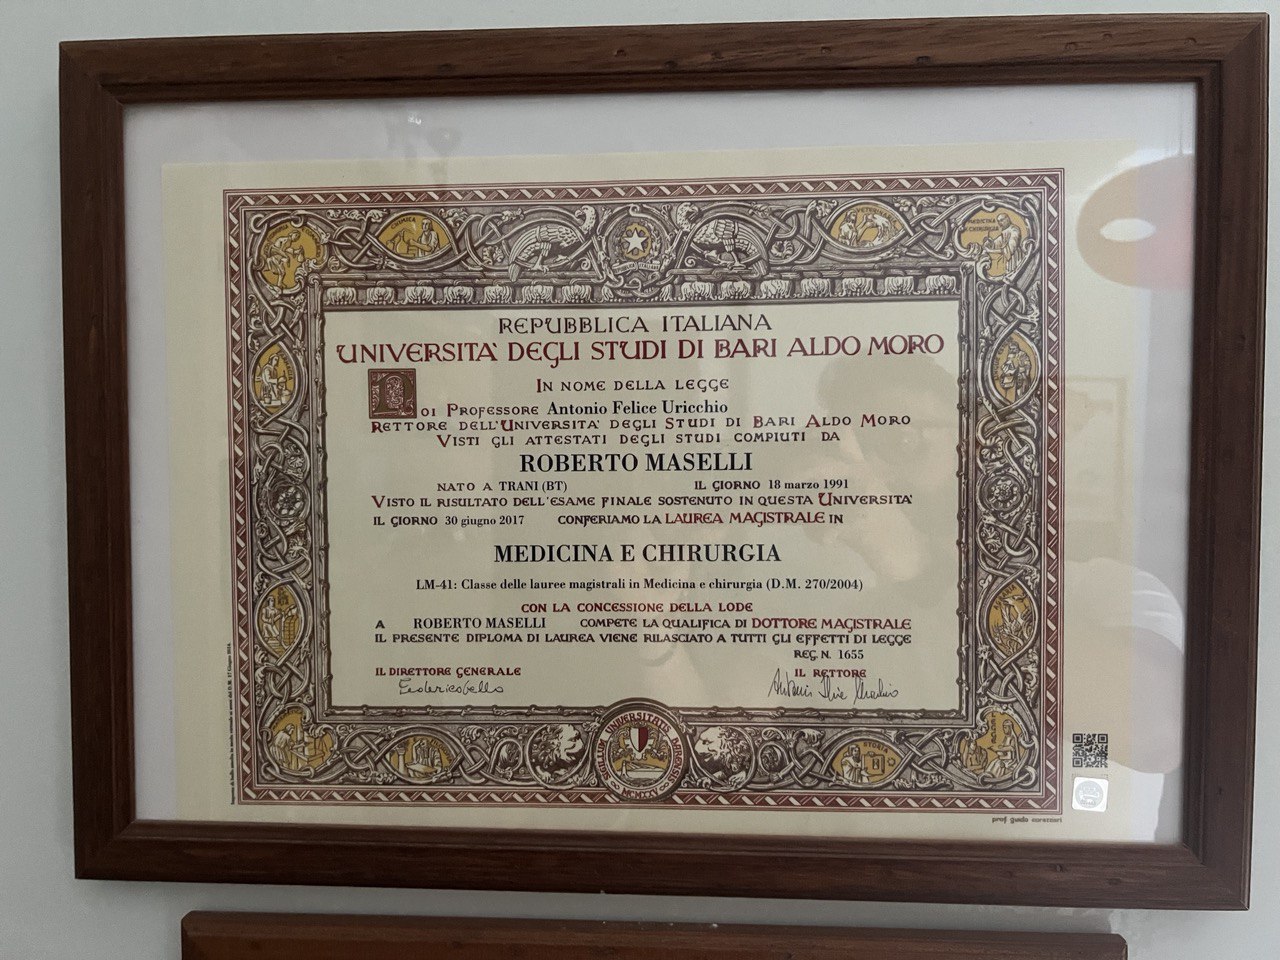 REPUBBLICA ITALIANA
UNIVERSITA' DEGLI STUDI DI BARI ALDO MORO
IN NOME DELLA LEGGE
NOI PROFESSORE Antonio Felice Uricchio
RETTORE DELL'UNIVERSITA' DEGLI STUDI DI BARI ALDO MORO
VISTI GLI ATTESTATI DEGLI STUDI COMPIUTI DA
ROBERTO MASELLI
NATO A TRANI (BT) IL GIORNO 18 marzo 1991
VISTO IL RISULTATO DELL'ESAME FINALE SOSTENUTO IN QUESTA UNIVERSITA'
IL GIORNO 30 giugno 2017 CONFERIAMO LA LAUREA MAGISTRALE IN
MEDICINA E CHIRURGIA
LM-41: Classe delle lauree magistrali in Medicina e chirurgia (D.M. 270/2004)
CON LA CONCESSIONE DELLA LODE
A ROBERTO MASELLI COMPETE LA QUALIFICA DI DOTTORE MAGISTRALE
IL PRESENTE DIPLOMA DI LAUREA VIENE RILASCIATO A TUTTI GLI EFFETTI DI LEGGE
REG. N. 1655
IL DIRETTORE GENERALE IL RETTORE
CHIMICA
MEDICINA E CHIRURGIA
STORIA
MCMXXV
prof guido